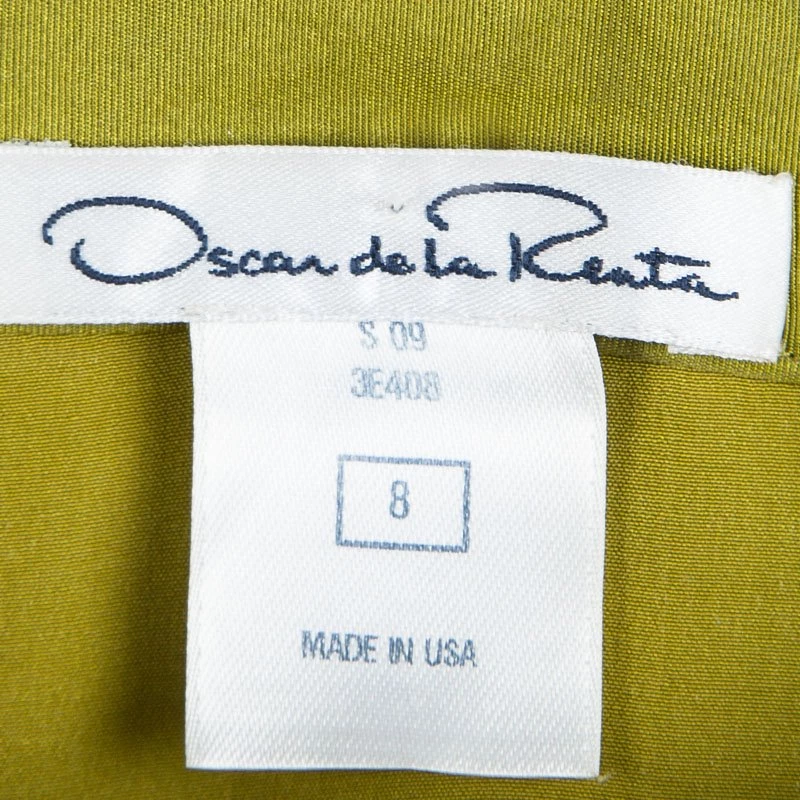 Oscar de la Renta
S 09
3E408
8
MADE IN USA